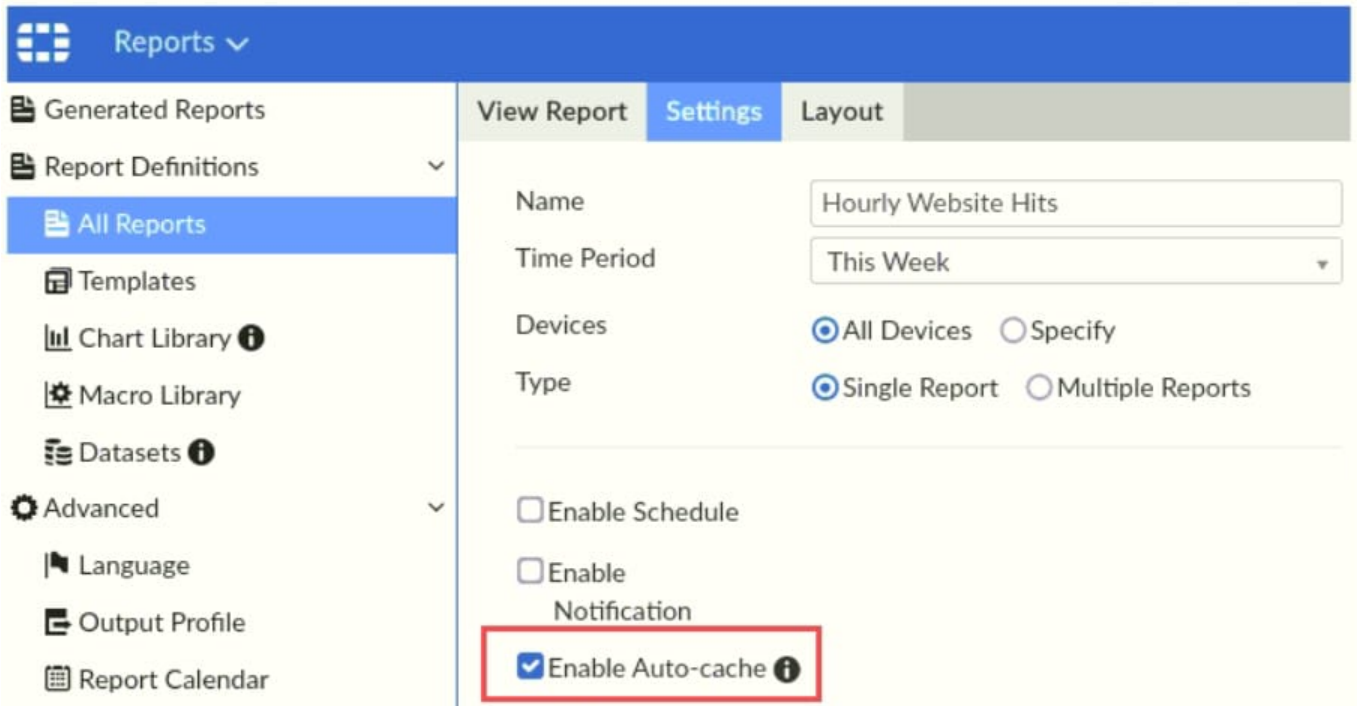 Reports
Generated Reports
Report Definitions
All Reports
Templates
Chart Library
Macro Library
Datasets
Advanced
Language
Output Profile
Report Calendar
View Report Settings Layout
Name Hourly Website Hits
Time Period This Week
Devices All Devices Specify
Type Single Report Multiple Reports
Enable Schedule
Enable
Notification
Enable Auto-cache